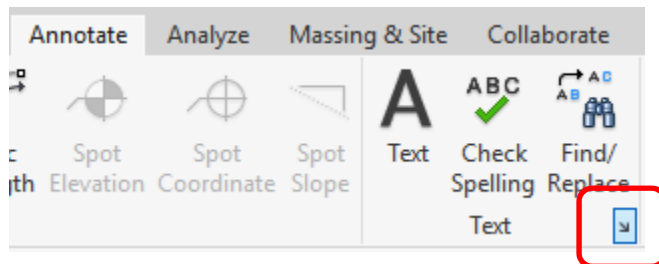 Annotate Analyze Massing & Site Collaborate
Spot Spot Spot Text Check Find/
Elevation Coordinate Slope Spelling Replace
Text